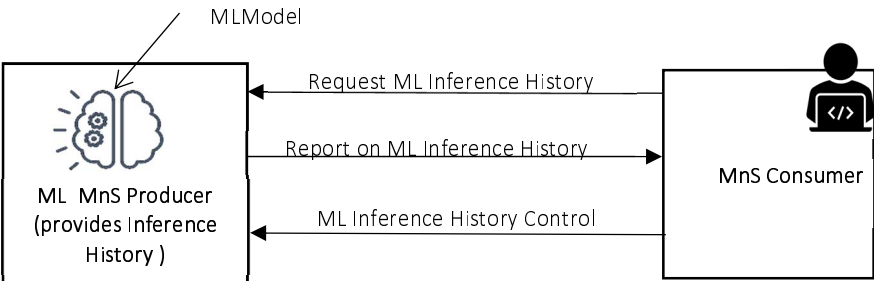 MLModel
Request ML Inference History
Report on ML Inference History
ML Inference History Control
ML MnS Producer
(provides Inference
History )
MnS Consumer
</>